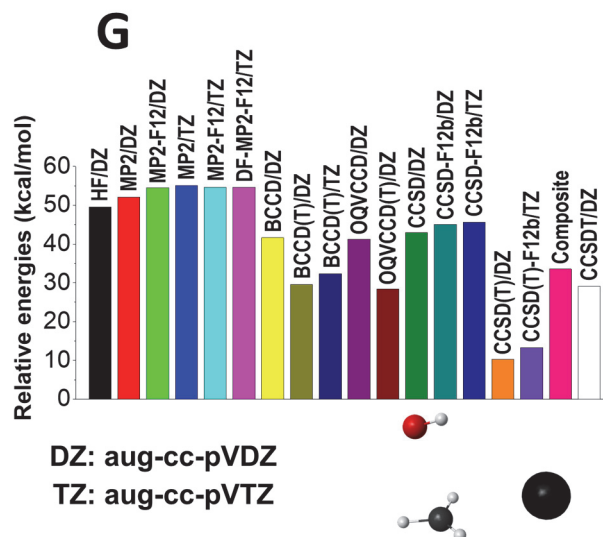 G
Relative energies (kcal/mol)
60
50
40
30
20
10
0
HF/DZ
MP2/DZ
MP2-F12/DZ
MP2/TZ
MP2-F12/TZ
DF-MP2-F12/TZ
BCCD/DZ
BCCD(T)/DZ
BCCD(T)/TZ
OQVCCD/DZ
OQVCCD(T)/DZ
CCSD/DZ
CCSD-F12b/DZ
CCSD-F12b/TZ
CCSD(T)/DZ
CCSD(T)-F12b/TZ
Composite
CCSDT/DZ
DZ: aug-cc-pVDZ
TZ: aug-cc-pVTZ